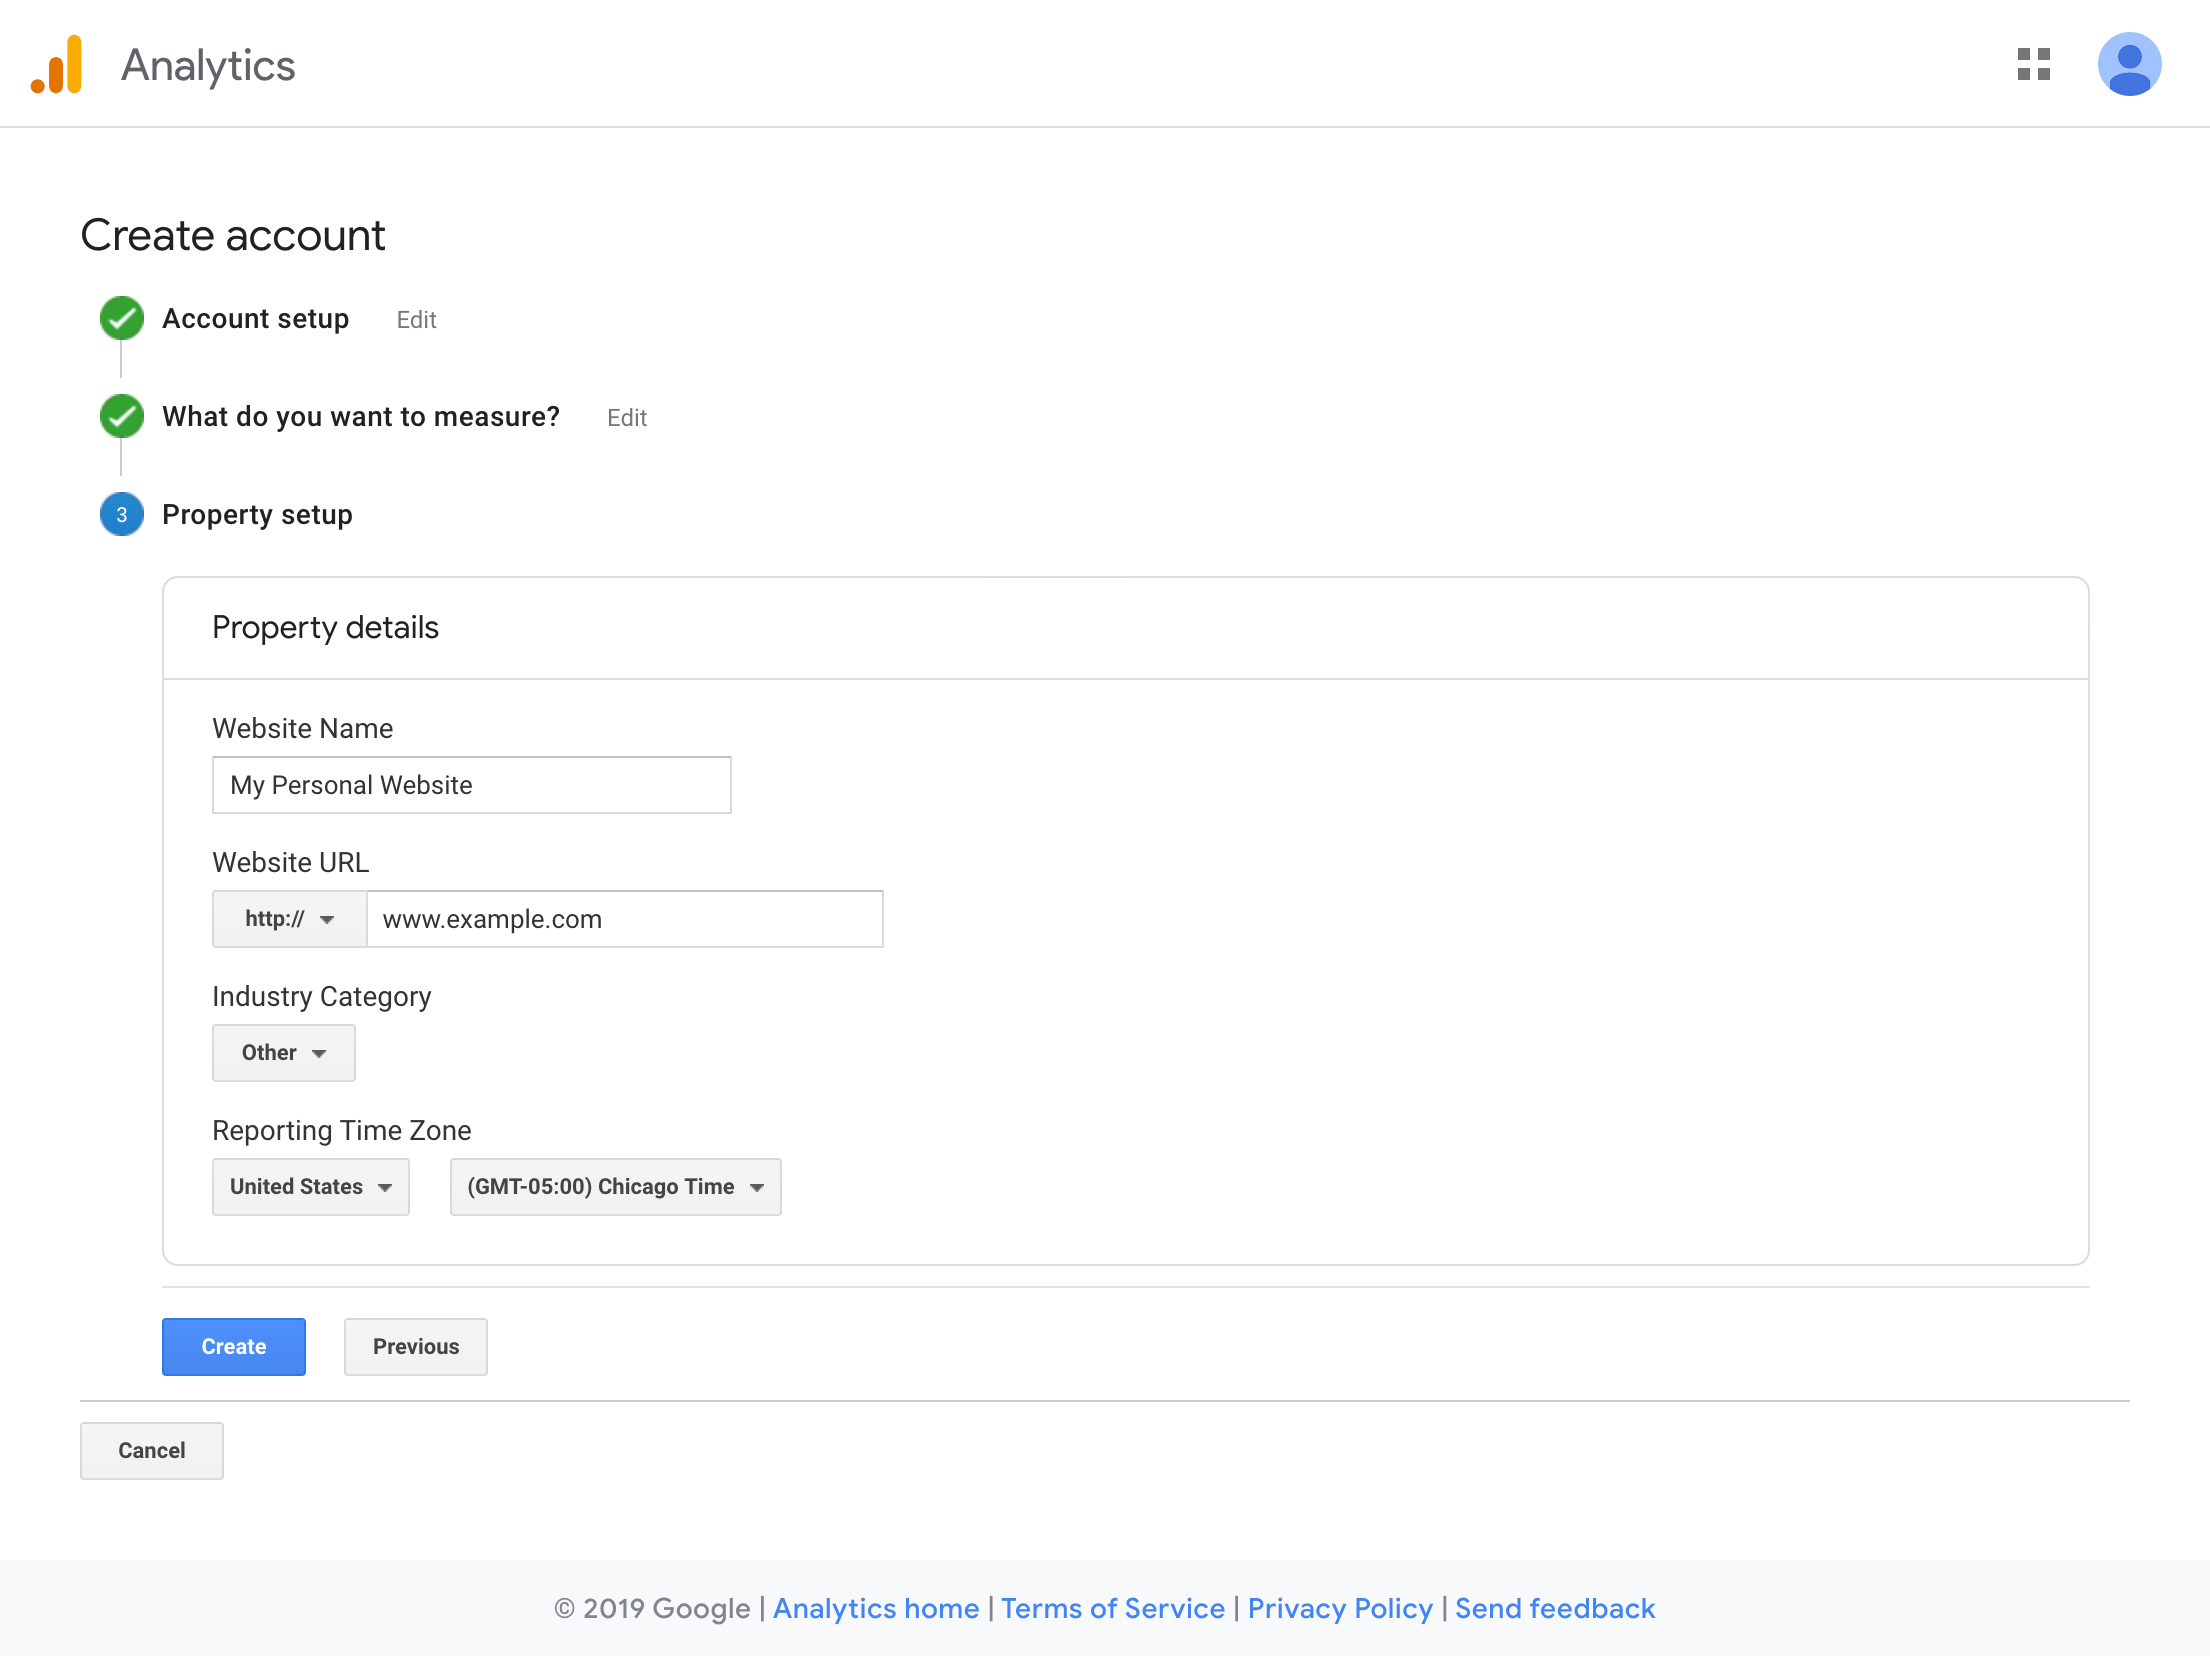 Analytics
Create account
Account setup Edit
What do you want to measure? Edit
3 Property setup
Property details
Website Name
My Personal Website
Website URL
http:// www.example.com
Industry Category
Other
Reporting Time Zone
United States (GMT-05:00) Chicago Time
Create Previous
Cancel
© 2019 Google | Analytics home | Terms of Service | Privacy Policy | Send feedback